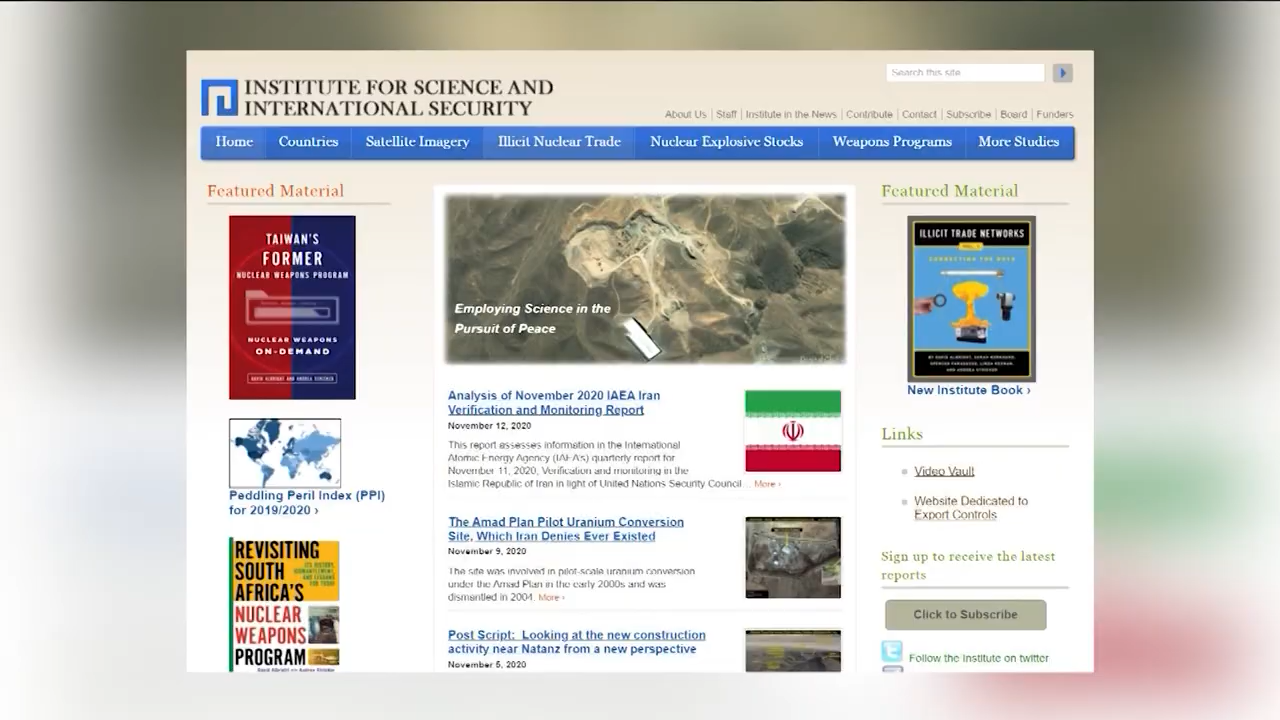 INSTITUTE FOR SCIENCE AND
INTERNATIONAL SECURITY
Search this site
About Us | Staff | Institute in the News | Contribute | Contact | Subscribe | Board | Funders
Home
Countries
Satellite Imagery
Illicit Nuclear Trade
Nuclear Explosive Stocks
Weapons Programs
More Studies
Featured Material
TAIWAN'S
FORMER
NUCLEAR WEAPONS PROGRAM
NUCLEAR WEAPONS
ON-DEMAND
DAVID ALBRIGHT AND ANDREA STRICKER
Peddling Peril Index (PPI)
for 2019/2020 ›
REVISITING
SOUTH
AFRICA'S
NUCLEAR
WEAPONS
PROGRAM
Employing Science in the
Pursuit of Peace
Analysis of November 2020 IAEA Iran
Verification and Monitoring Report
November 12, 2020
This report assesses information in the International
Atomic Energy Agency (IAEA's) quarterly report for
November 11, 2020, Verification and monitoring in the
Islamic Republic of Iran in light of United Nations Security Council... More ›
The Amad Plan Pilot Uranium Conversion
Site, Which Iran Denies Ever Existed
November 9, 2020
The site was involved in pilot-scale uranium conversion
under the Amad Plan in the early 2000s and was
dismantled in 2004. More ›
Post Script: Looking at the new construction
activity near Natanz from a new perspective
November 5, 2020
Featured Material
ILLICIT TRADE NETWORKS
CONNECTING THE DOTS
New Institute Book ›
Links
Video Vault
Website Dedicated to
Export Controls
Sign up to receive the latest
reports
Click to Subscribe
Follow the Institute on twitter